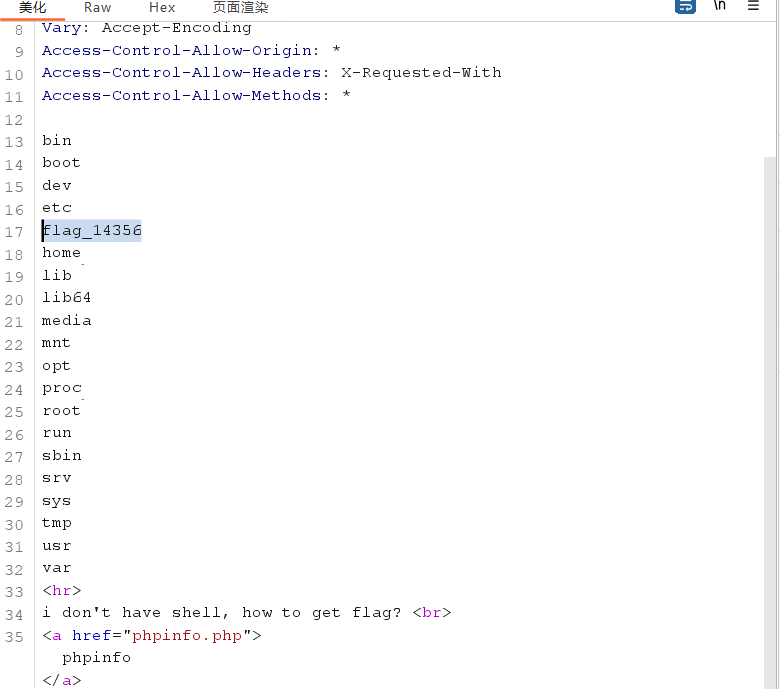 美化 Raw Hex 页面渲染 \n
8 Vary: Accept-Encoding
9 Access-Control-Allow-Origin: *
10 Access-Control-Allow-Headers: X-Requested-With
11 Access-Control-Allow-Methods: *
12
13 bin
14 boot
15 dev
16 etc
17 flag_14356
18 home
19 lib
20 lib64
21 media
22 mnt
23 opt
24 proc
25 root
26 run
27 sbin
28 srv
29 sys
30 tmp
31 usr
32 var
33 <hr>
34 i don't have shell, how to get flag? <br>
35 <a href="phpinfo.php">
phpinfo
</a>